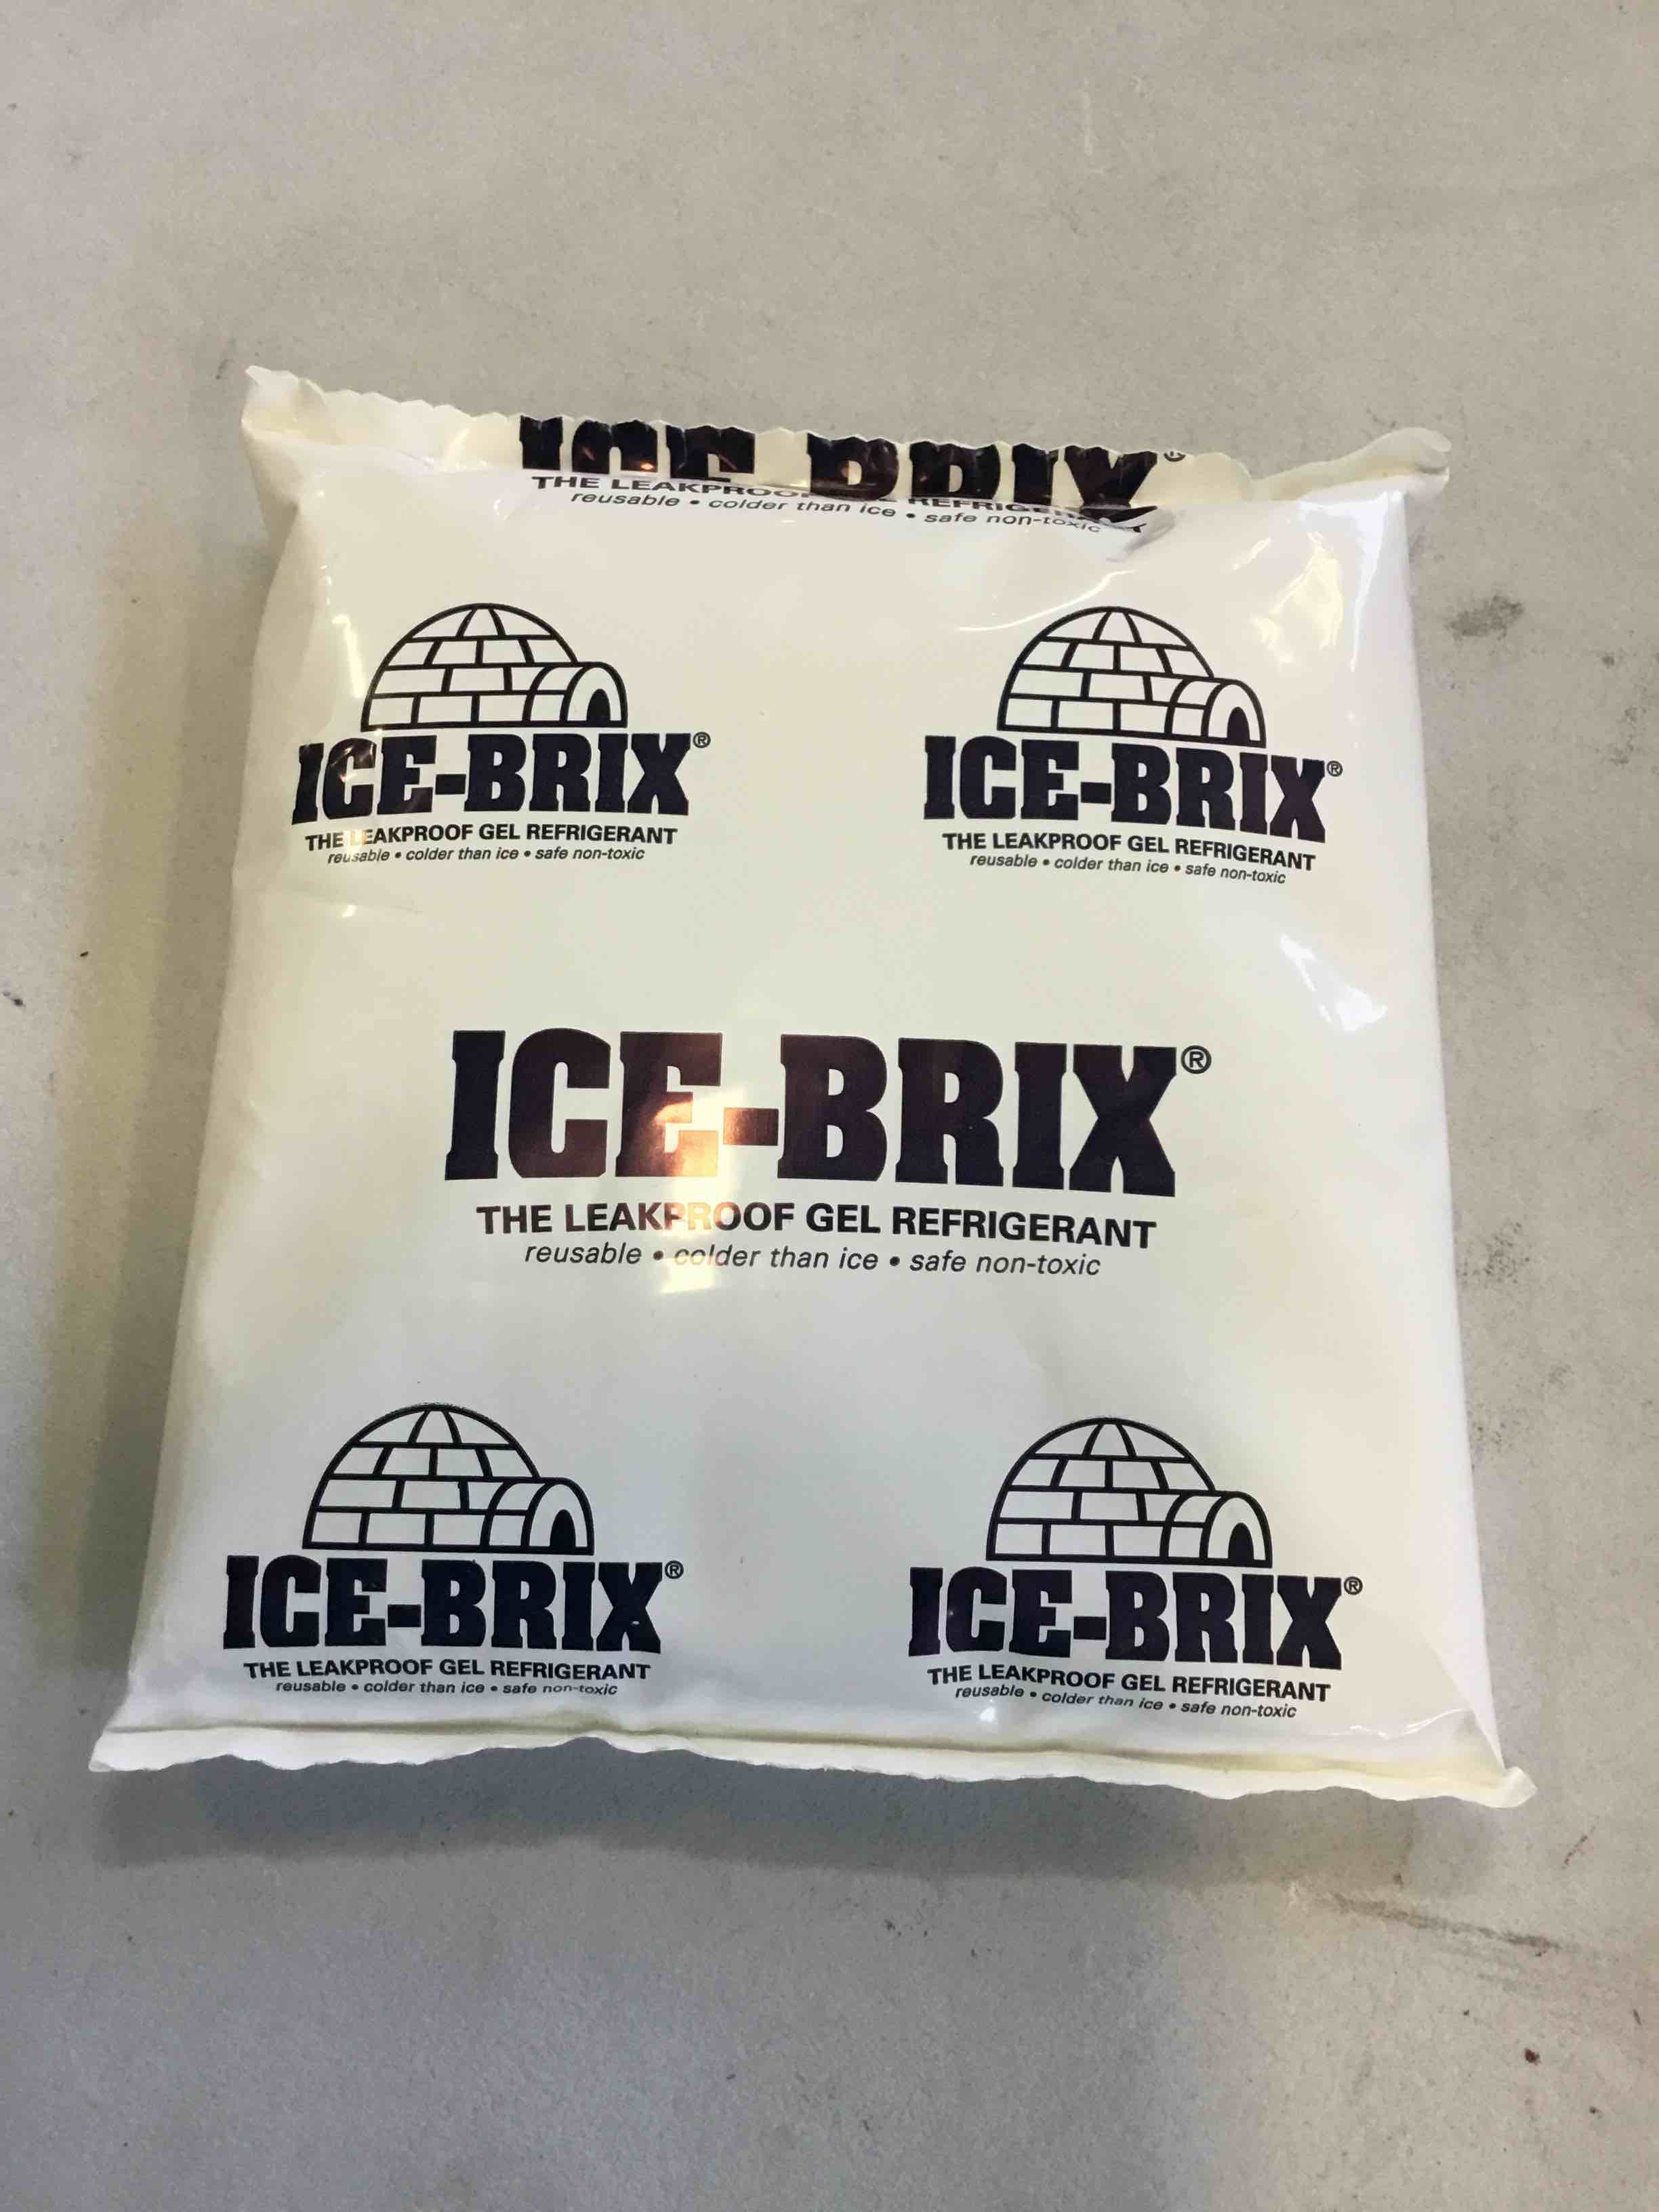 ICE-BRIX®
THE LEAKPROOF GEL REFRIGERANT
reusable • colder than ice • safe non-toxic
ICE-BRIX®
THE LEAKPROOF GEL REFRIGERANT
reusable • colder than ice • safe non-toxic
ICE-BRIX®
THE LEAKPROOF GEL REFRIGERANT
reusable • colder than ice • safe non-toxic
ICE-BRIX®
THE LEAKPROOF GEL REFRIGERANT
reusable • colder than ice • safe non-toxic
ICE-BRIX®
THE LEAKPROOF GEL REFRIGERANT
reusable • colder than ice • safe non-toxic
ICE-BRIX®
THE LEAKPROOF GEL REFRIGERANT
reusable • colder than ice • safe non-toxic